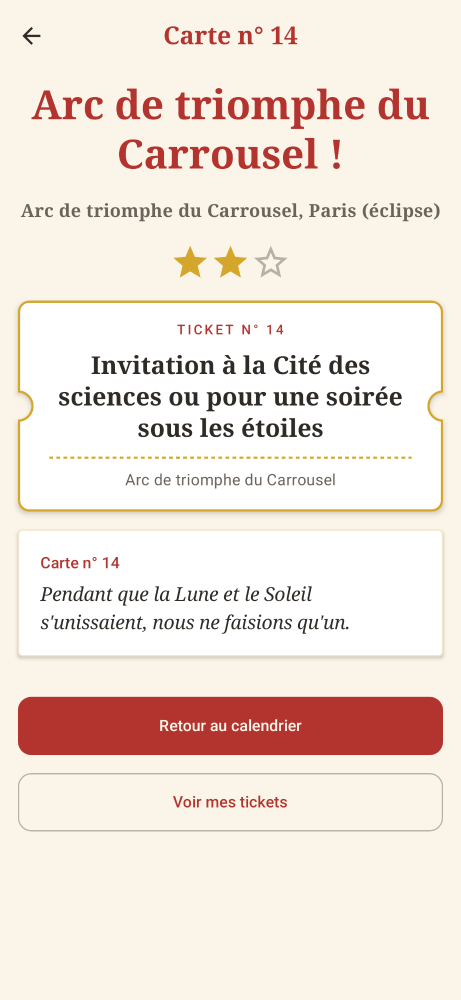 Carte n° 14
Arc de triomphe du
Carrousel !
Arc de triomphe du Carrousel, Paris (éclipse)
TICKET N° 14
Invitation à la Cité des
sciences ou pour une soirée
sous les étoiles
Arc de triomphe du Carrousel
Carte n° 14
Pendant que la Lune et le Soleil
s'unissaient, nous ne faisions qu'un.
Retour au calendrier
Voir mes tickets